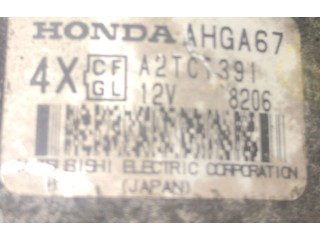 HONDA AHGA67
4X CF GL A2TC1391
12V 8206
MITSUBISHI ELECTRIC CORPORATION
(JAPAN)